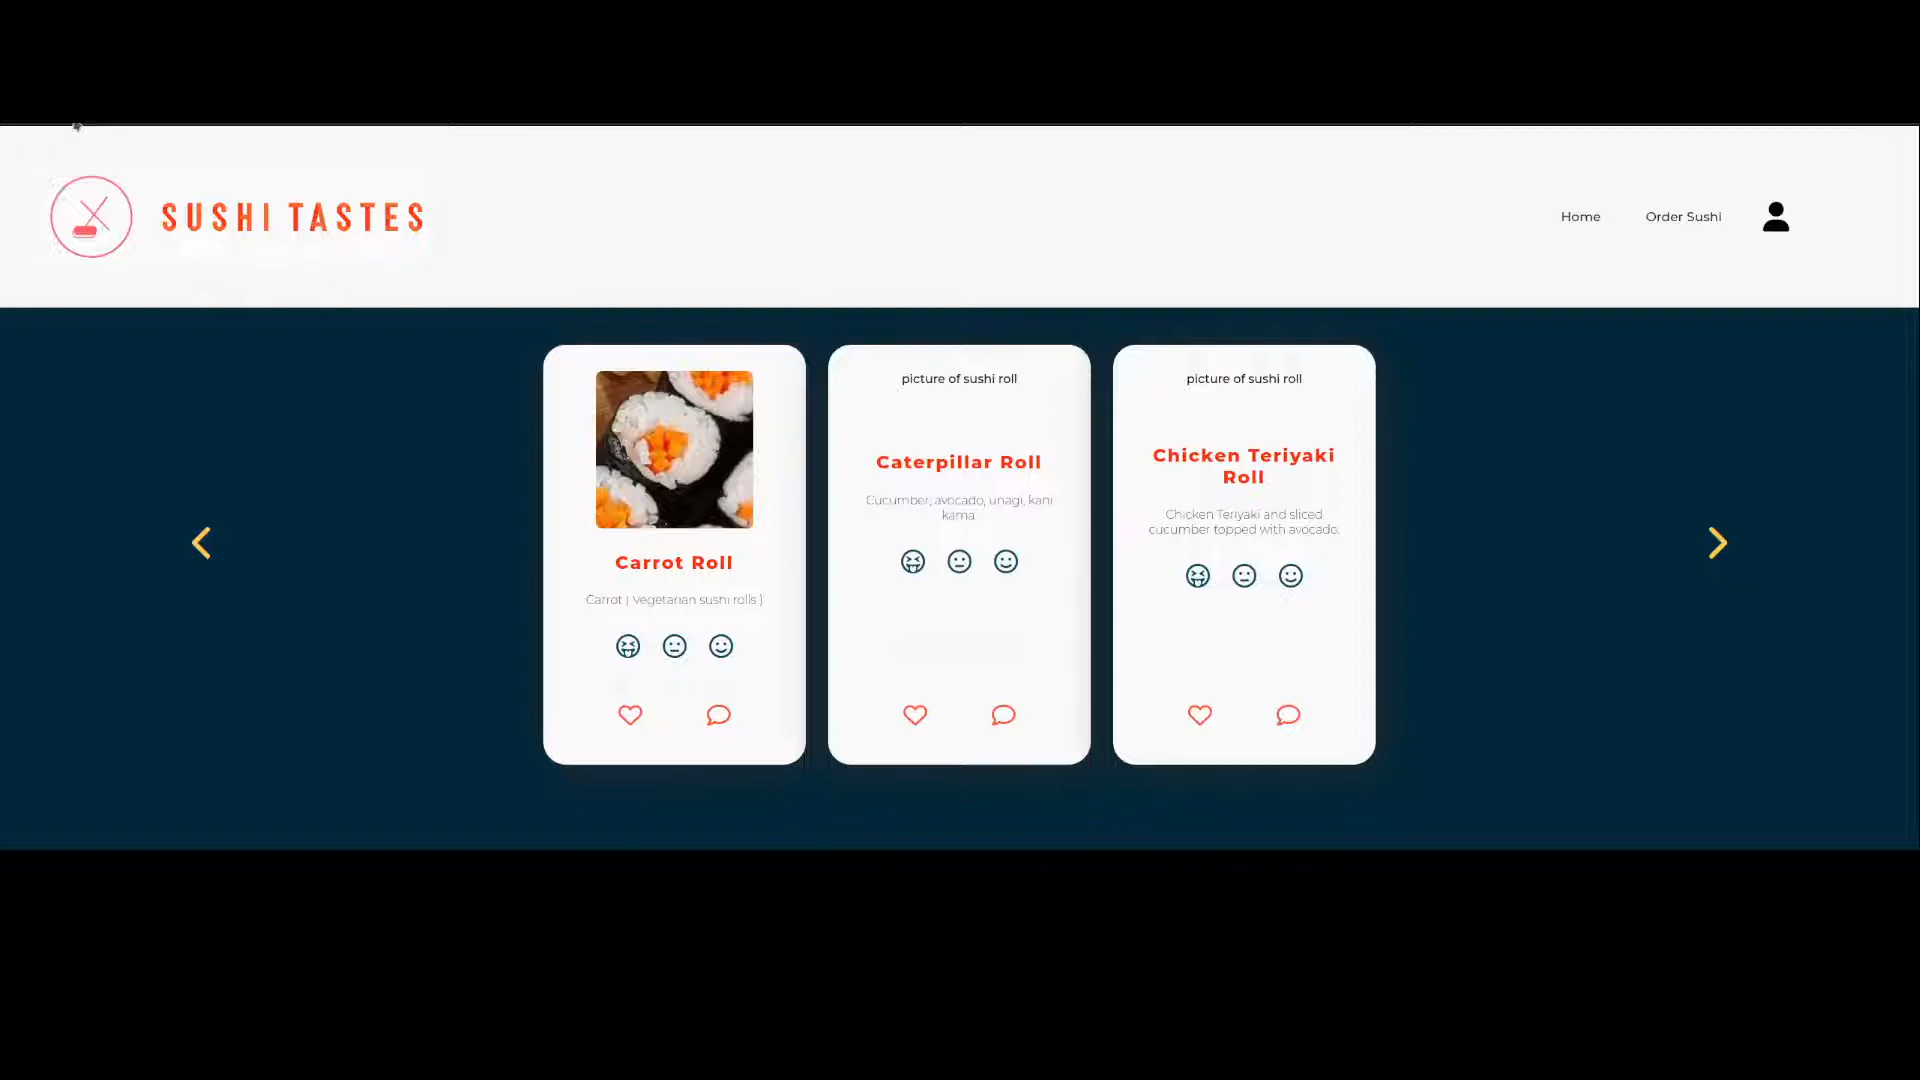 SUSHI TASTES
Home
Order Sushi
Carrot Roll
Carrot ( Vegetarian sushi rolls )
picture of sushi roll
Caterpillar Roll
Cucumber, avocado, unagi, kani
kama
picture of sushi roll
Chicken Teriyaki
Roll
Chicken Teriyaki and sliced
cucumber topped with avocado.